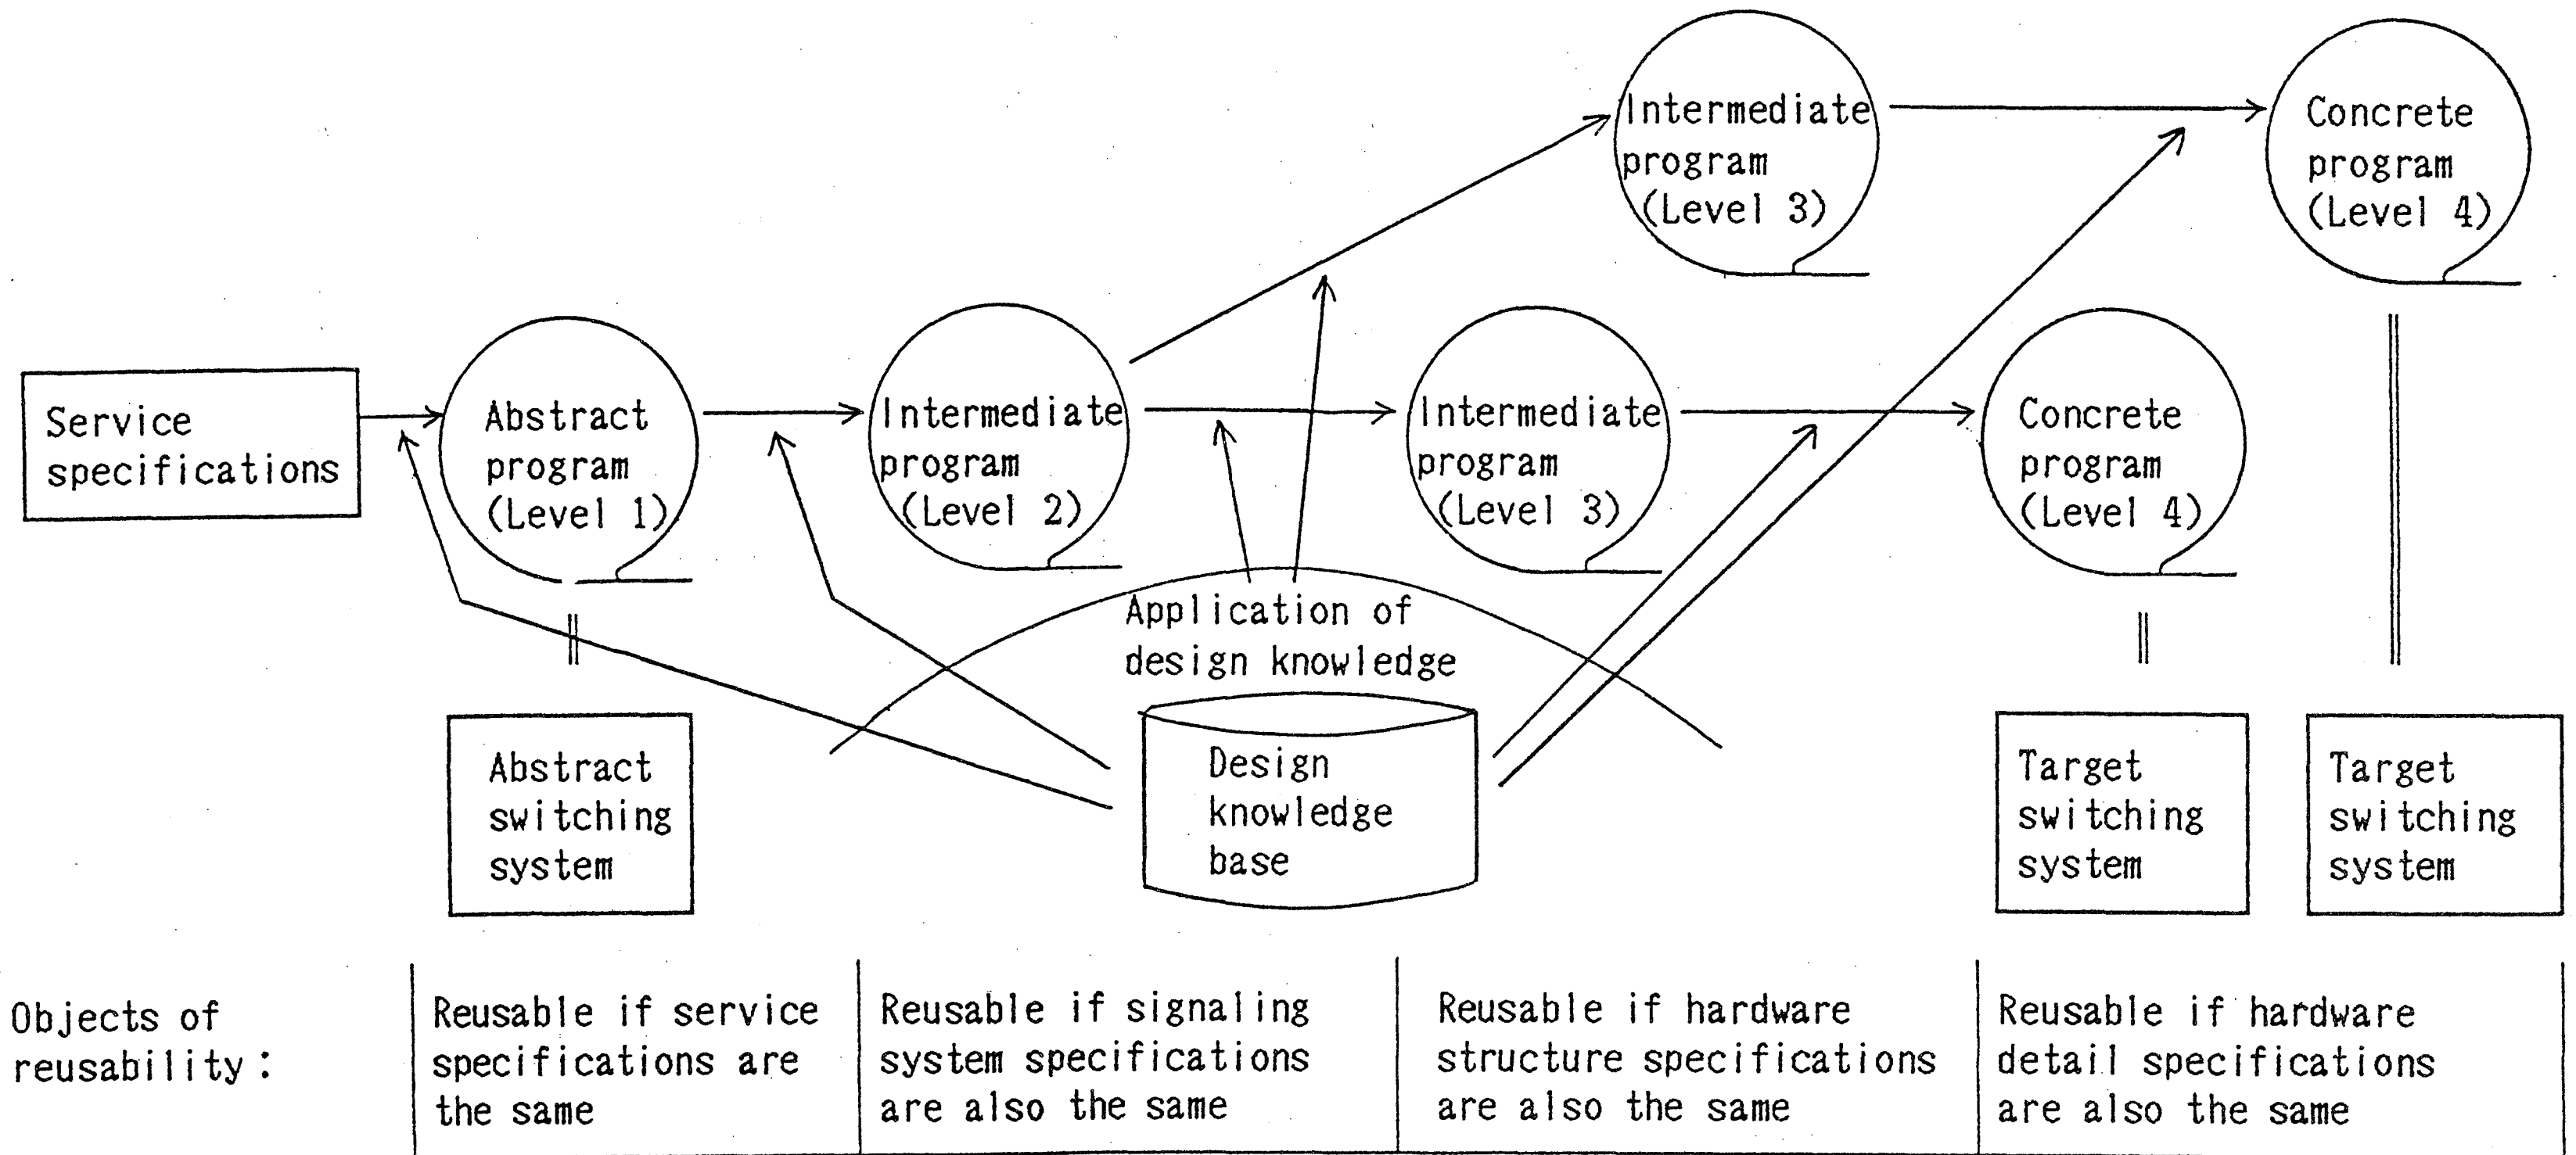 Intermediate
program
(Level 3)
Concrete
program
(Level 4)
Service
specifications
Abstract
program
(Level 1)
Intermediate
program
(Level 2)
Intermediate
program
(Level 3)
Concrete
program
(Level 4)
Application of
design knowledge
Abstract
switching
system
Design
knowledge
base
Target
switching
system
Target
switching
system
Objects of
reusability:
Reusable if service
specifications are
the same
Reusable if signaling
system specifications
are also the same
Reusable if hardware
structure specifications
are also the same
Reusable if hardware
detail specifications
are also the same